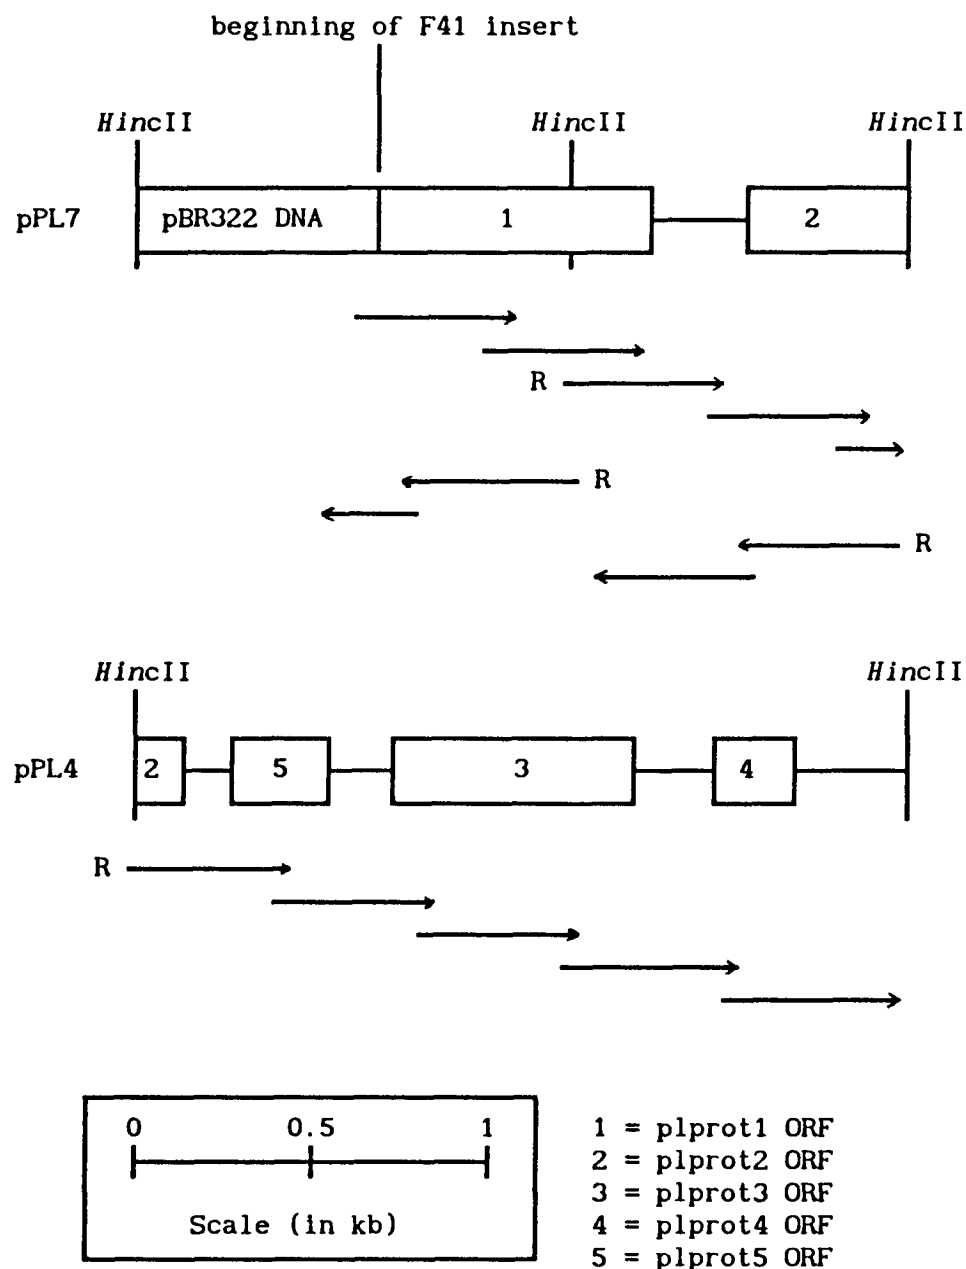 beginning of F41 insert
HincII HincII HincII
pPL7 pBR322 DNA 1 2
R
R
R
HincII HincII
pPL4 2 5 3 4
R
0 0.5 1
Scale (in kb)
1 = plprot1 ORF
2 = plprot2 ORF
3 = plprot3 ORF
4 = plprot4 ORF
5 = plprot5 ORF